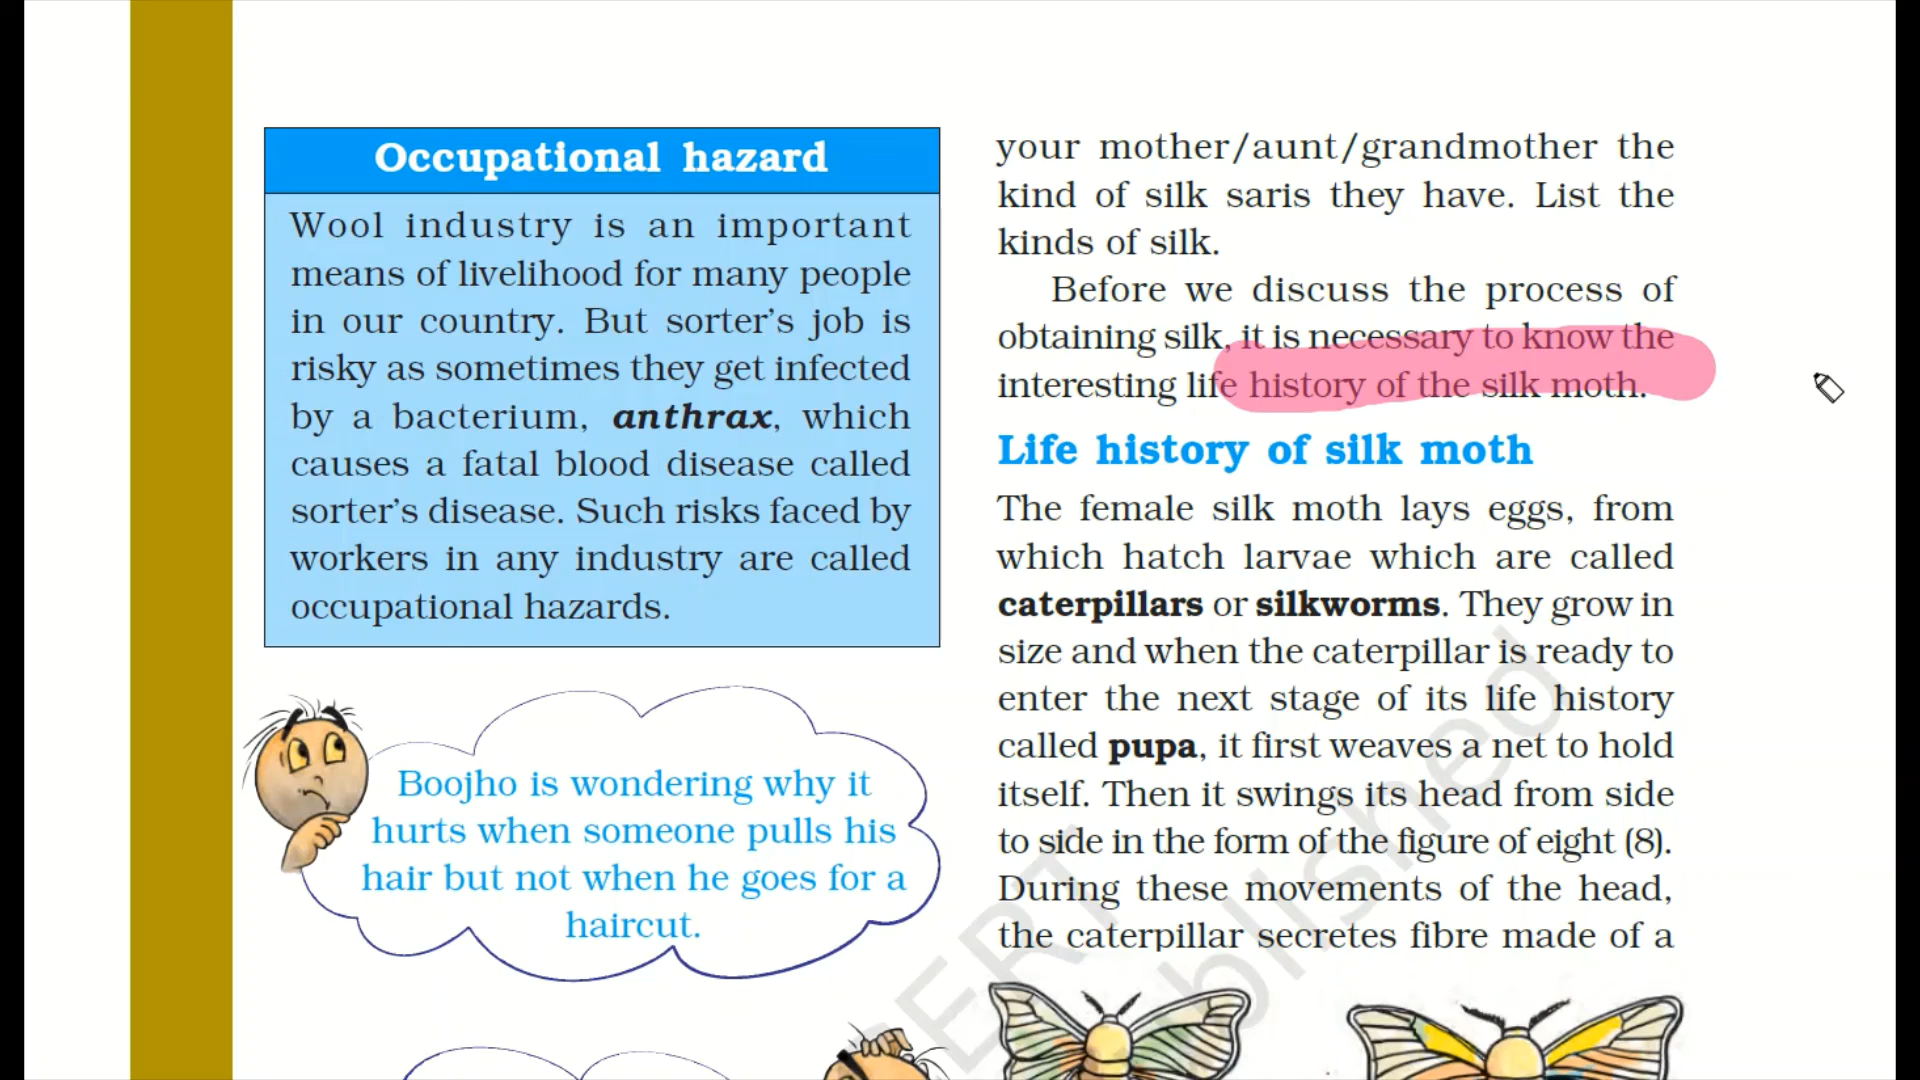 Occupational hazard
Wool industry is an important
means of livelihood for many people
in our country. But sorter's job is
risky as sometimes they get infected
by a bacterium, anthrax, which
causes a fatal blood disease called
sorter's disease. Such risks faced by
workers in any industry are called
occupational hazards.
Boojho is wondering why it
hurts when someone pulls his
hair but not when he goes for a
haircut.
your mother/aunt/grandmother the
kind of silk saris they have. List the
kinds of silk.
Before we discuss the process of
obtaining silk, it is necessary to know the
interesting life history of the silk moth.
Life history of silk moth
The female silk moth lays eggs, from
which hatch larvae which are called
caterpillars or silkworms. They grow in
size and when the caterpillar is ready to
enter the next stage of its life history
called pupa, it first weaves a net to hold
itself. Then it swings its head from side
to side in the form of the figure of eight (8).
During these movements of the head,
the caterpillar secretes fibre made of a